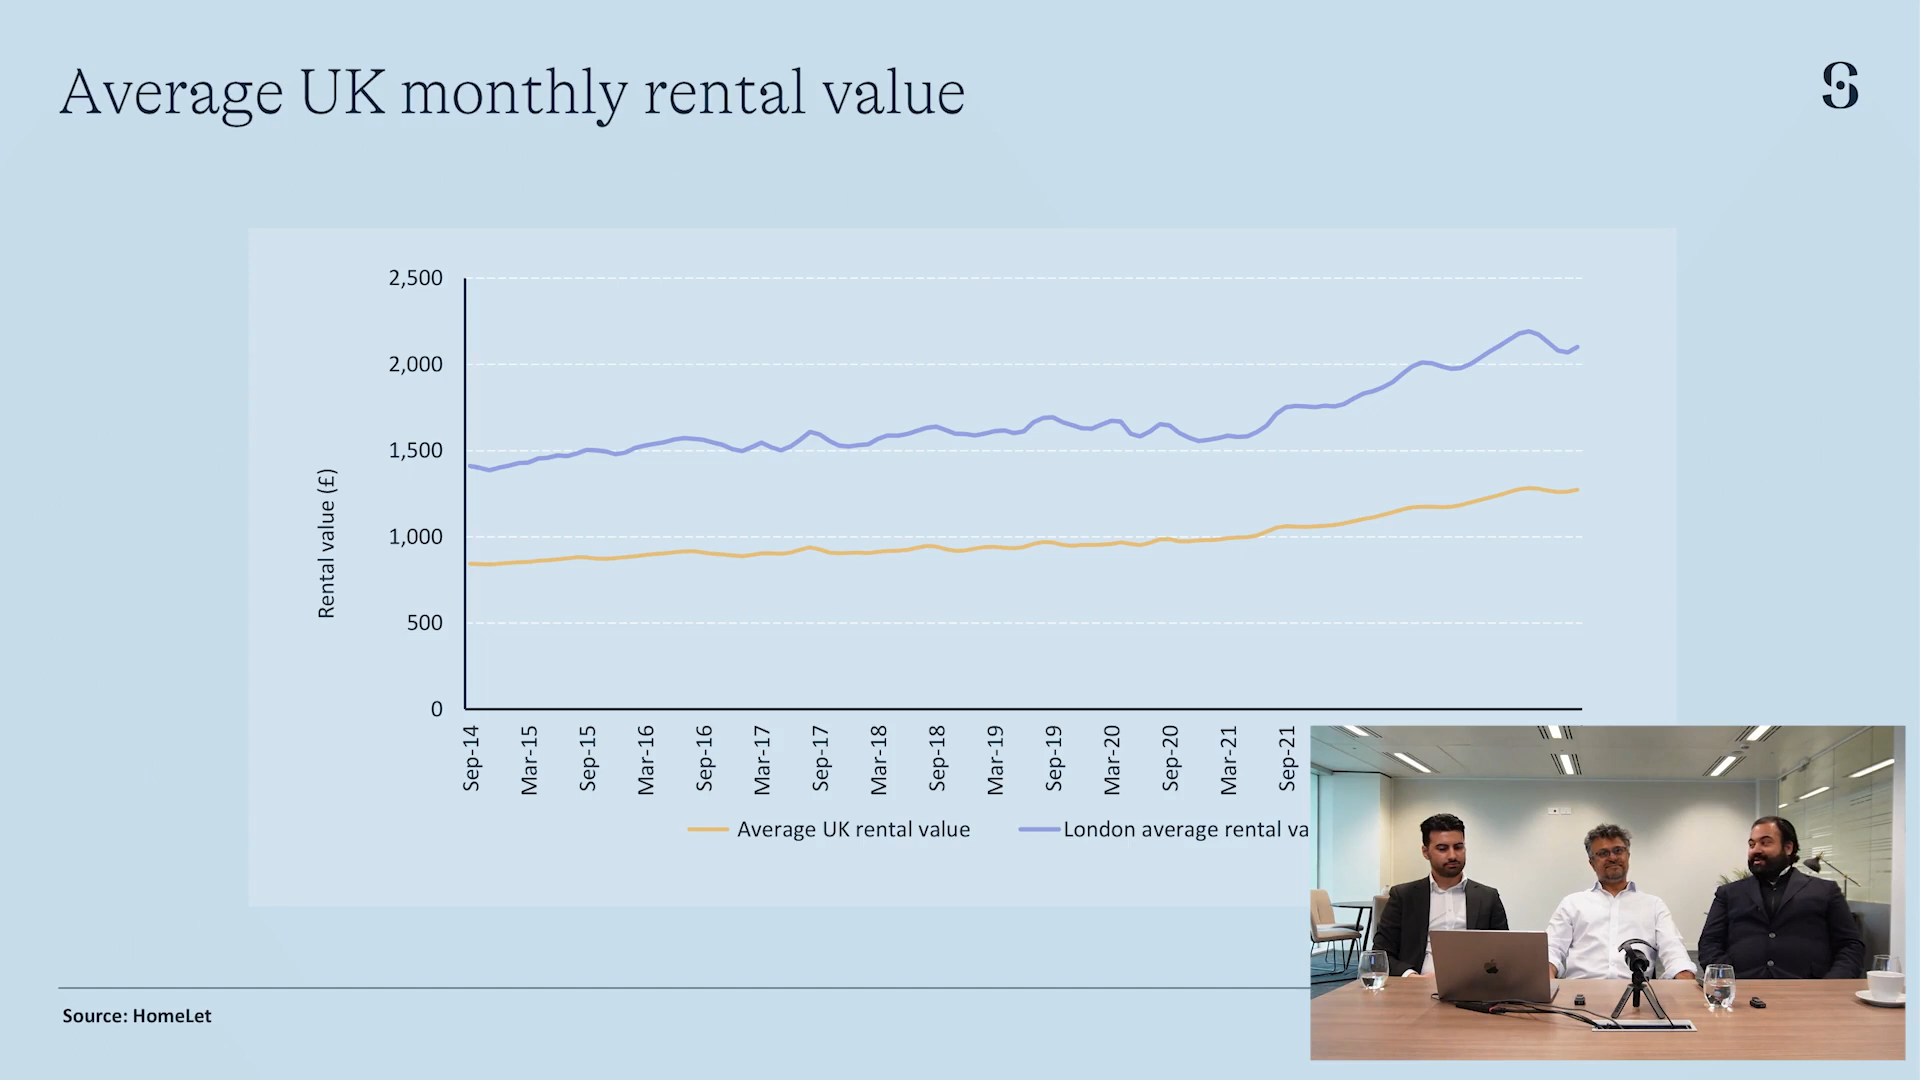 Average UK monthly rental value
2,500
2,000
1,500
1,000
500
0
Rental value (£)
Sep-14
Mar-15
Sep-15
Mar-16
Sep-16
Mar-17
Sep-17
Mar-18
Sep-18
Mar-19
Sep-19
Mar-20
Sep-20
Mar-21
Sep-21
Average UK rental value
London average rental va
Source: HomeLet